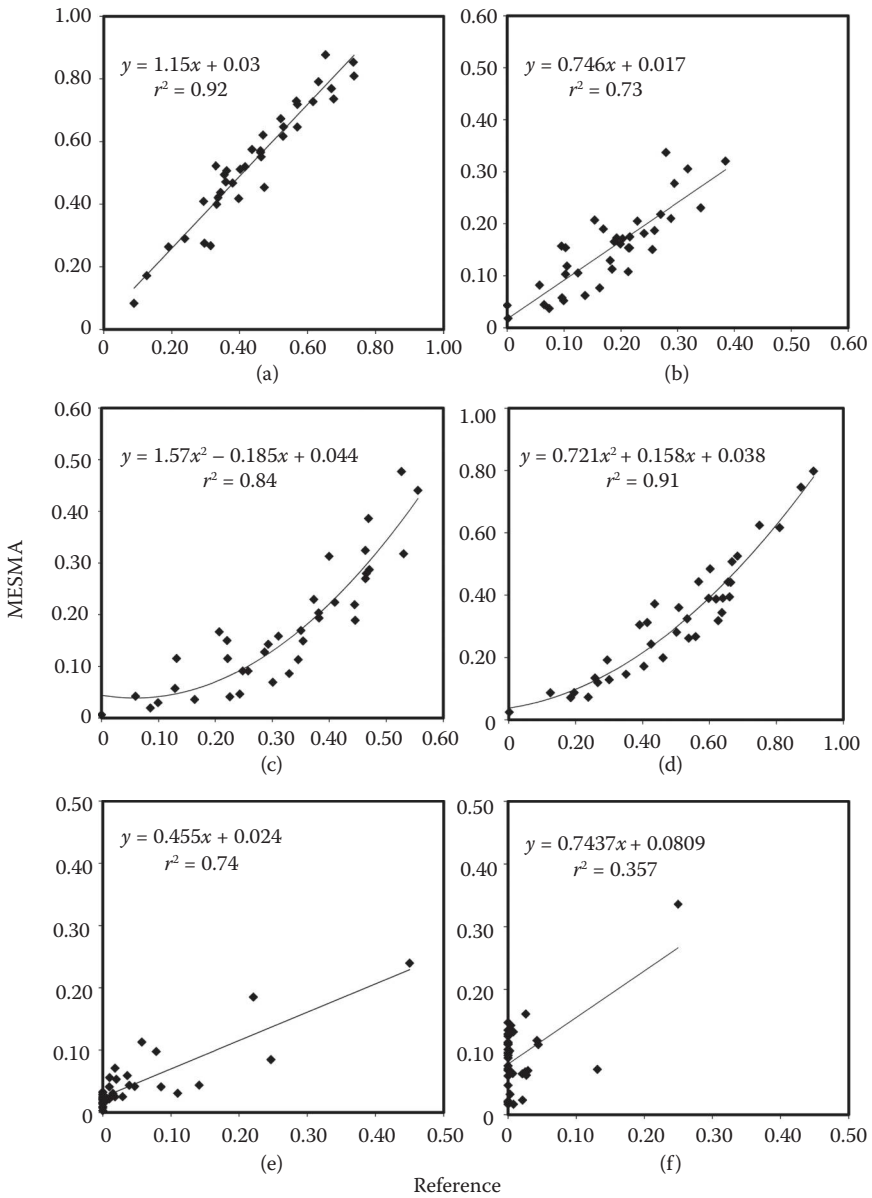 1.00
0.80
0.60
0.40
0.20
0
y = 1.15x + 0.03
r² = 0.92
0 0.20 0.40 0.60 0.80 1.00
(a)
0.60
0.50
0.40
0.30
0.20
0.10
0
y = 0.746x + 0.017
r² = 0.73
0 0.10 0.20 0.30 0.40 0.50 0.60
(b)
MESMA
0.60
0.50
0.40
0.30
0.20
0.10
0
y = 1.57x² − 0.185x + 0.044
r² = 0.84
0 0.10 0.20 0.30 0.40 0.50 0.60
(c)
1.00
0.80
0.60
0.40
0.20
0
y = 0.721x² + 0.158x + 0.038
r² = 0.91
0 0.20 0.40 0.60 0.80 1.00
(d)
0.50
0.40
0.30
0.20
0.10
0
y = 0.455x + 0.024
r² = 0.74
0 0.10 0.20 0.30 0.40 0.50
(e)
0.50
0.40
0.30
0.20
0.10
0
y = 0.7437x + 0.0809
r² = 0.357
0 0.10 0.20 0.30 0.40 0.50
(f)
Reference